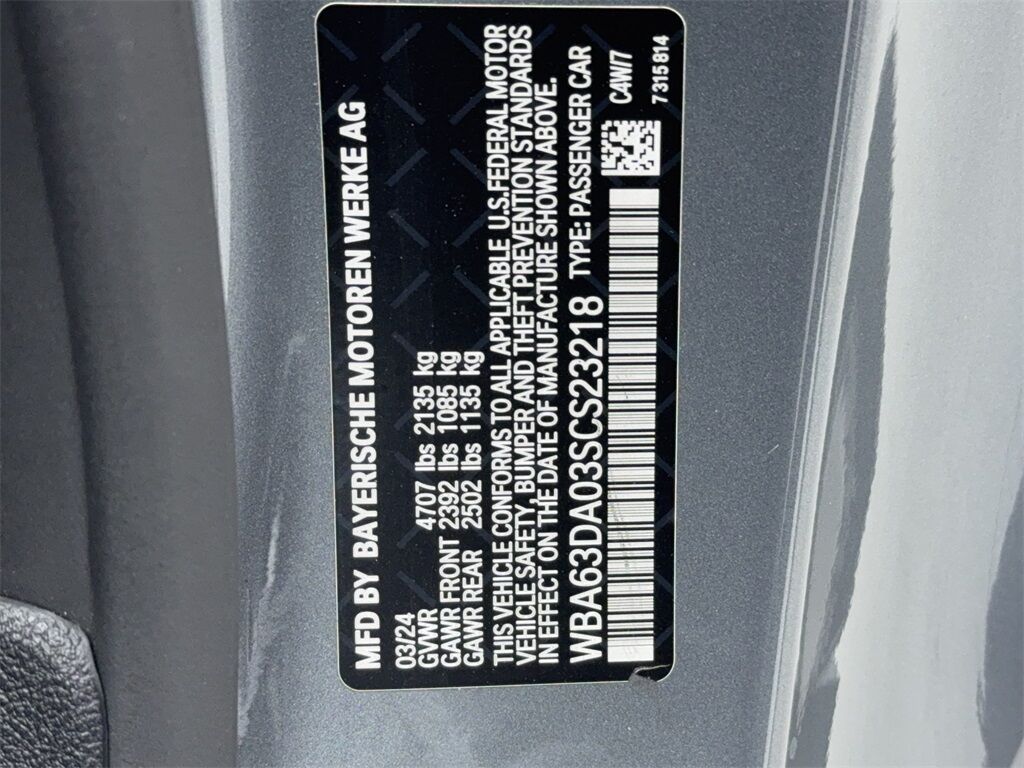 MFD BY BAYERISCHE MOTOREN WERKE AG
03/24
GVWR 4707 lbs 2135 kg
GAWR FRONT 2392 lbs 1085 kg
GAWR REAR 2502 lbs 1135 kg
THIS VEHICLE CONFORMS TO ALL APPLICABLE U.S.FEDERAL MOTOR
VEHICLE SAFETY, BUMPER AND THEFT PREVENTION STANDARDS
IN EFFECT ON THE DATE OF MANUFACTURE SHOWN ABOVE.
WBA63DA03SCS23218 TYPE: PASSENGER CAR
C4W/7
7315814